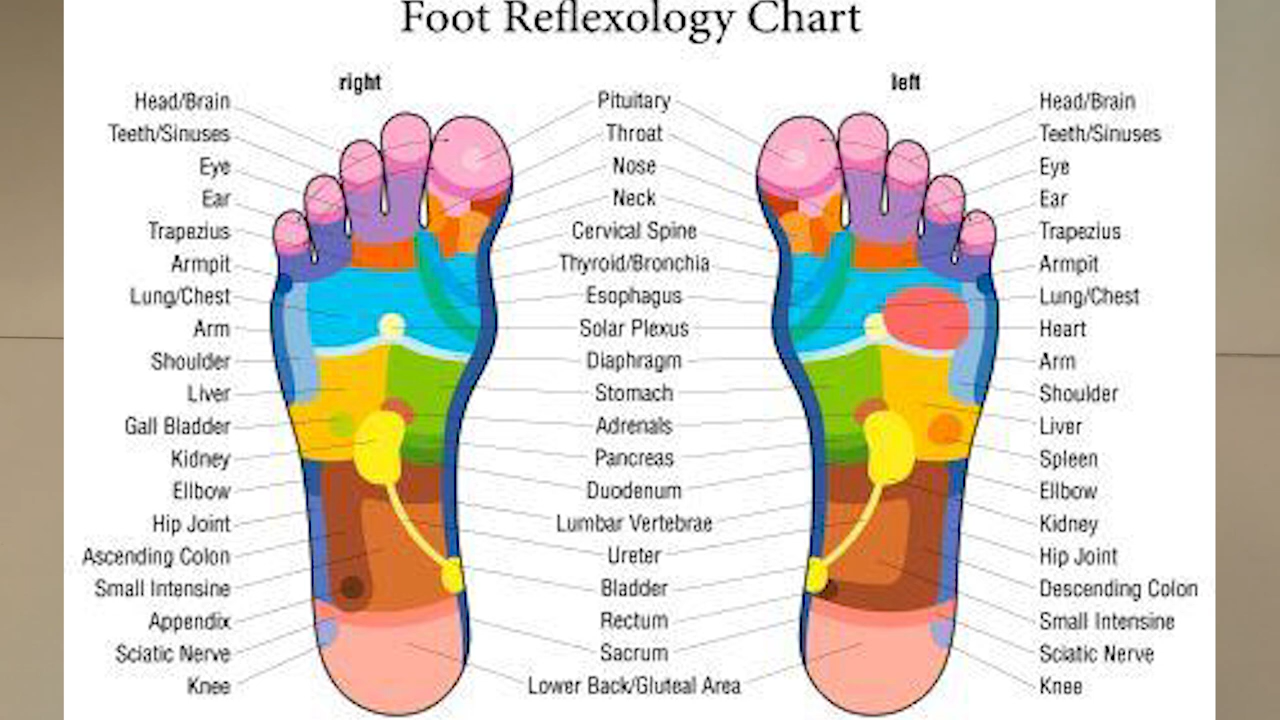 Foot Reflexology Chart
right
left
Head/Brain
Teeth/Sinuses
Eye
Ear
Trapezius
Armpit
Lung/Chest
Arm
Shoulder
Liver
Gall Bladder
Kidney
Ellbow
Hip Joint
Ascending Colon
Small Intensine
Appendix
Sciatic Nerve
Knee
Pituitary
Throat
Nose
Neck
Cervical Spine
Thyroid/Bronchia
Esophagus
Solar Plexus
Diaphragm
Stomach
Adrenals
Pancreas
Duodenum
Lumbar Vertebrae
Ureter
Bladder
Rectum
Sacrum
Lower Back/Gluteal Area
Head/Brain
Teeth/Sinuses
Eye
Ear
Trapezius
Armpit
Lung/Chest
Heart
Arm
Shoulder
Liver
Spleen
Ellbow
Kidney
Hip Joint
Descending Colon
Small Intensine
Sciatic Nerve
Knee